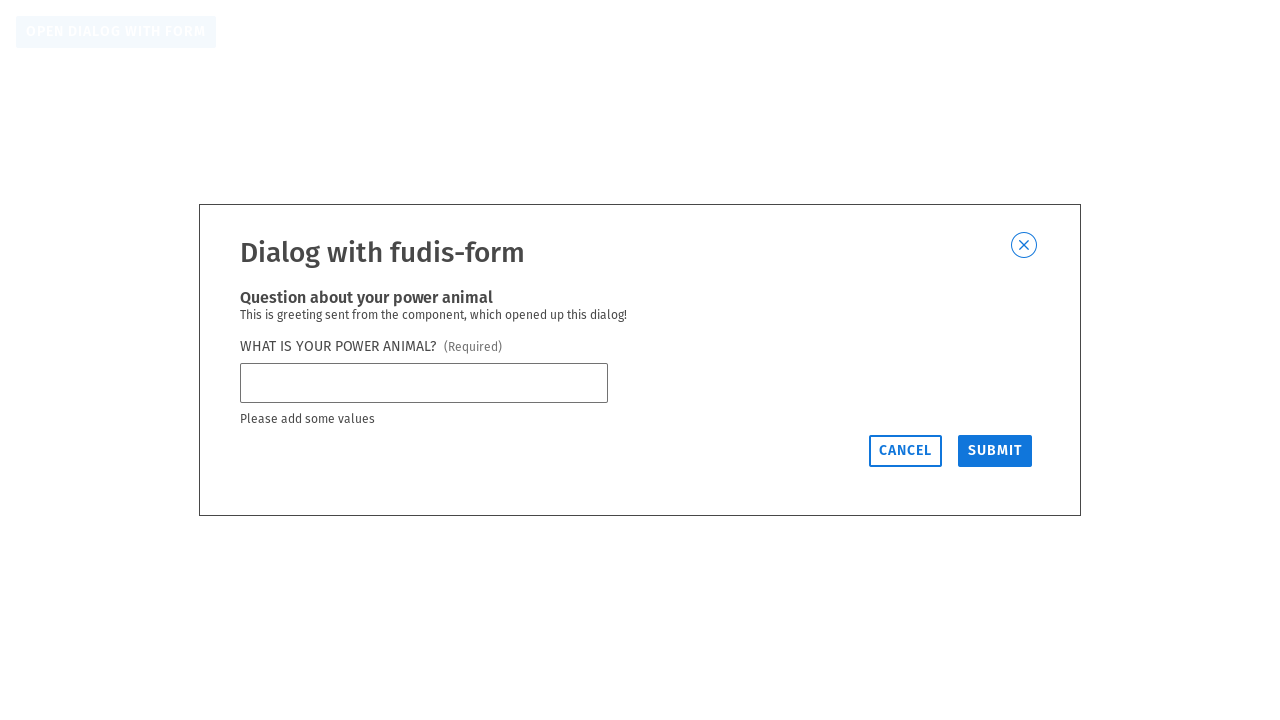 OPEN DIALOG WITH FORM
Dialog with fudis-form
Question about your power animal
This is greeting sent from the component, which opened up this dialog!
WHAT IS YOUR POWER ANIMAL? (Required)
Please add some values
CANCEL SUBMIT